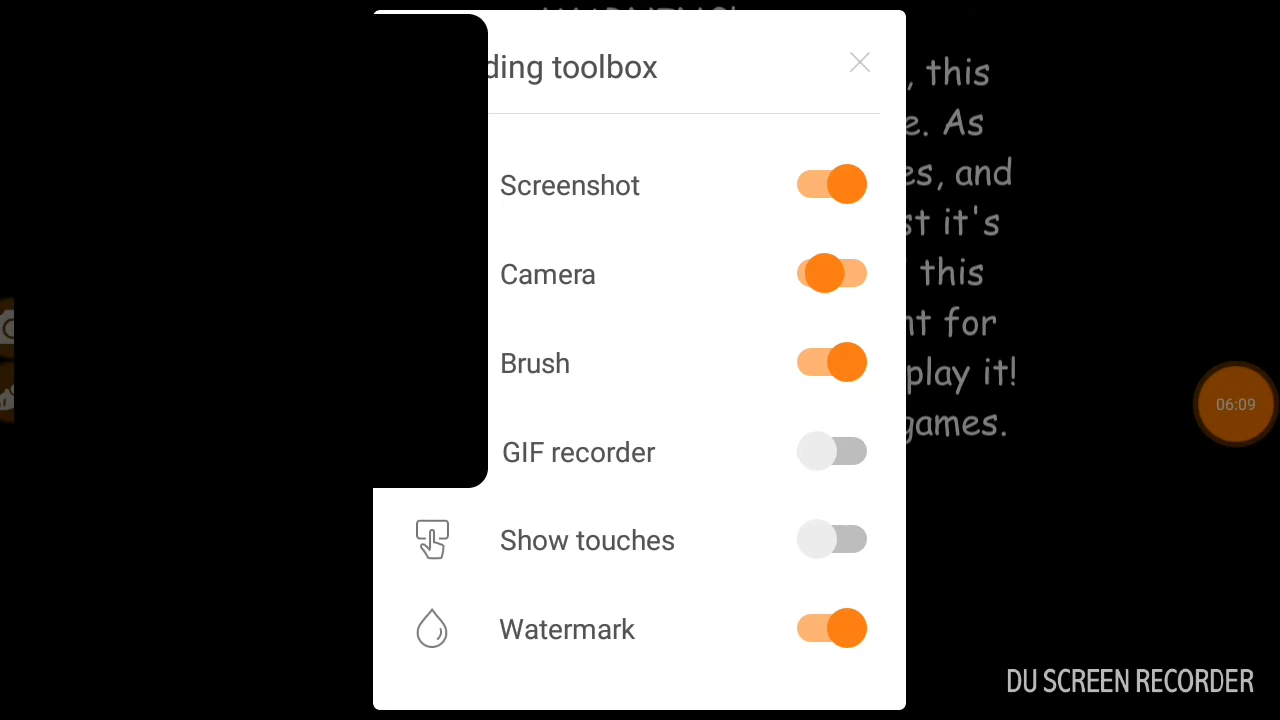 ding toolbox
, this
e. As
Screenshot
es, and
st it's
Camera
this
nt for
Brush
play it!
06:09
games.
GIF recorder
Show touches
Watermark
DU SCREEN RECORDER